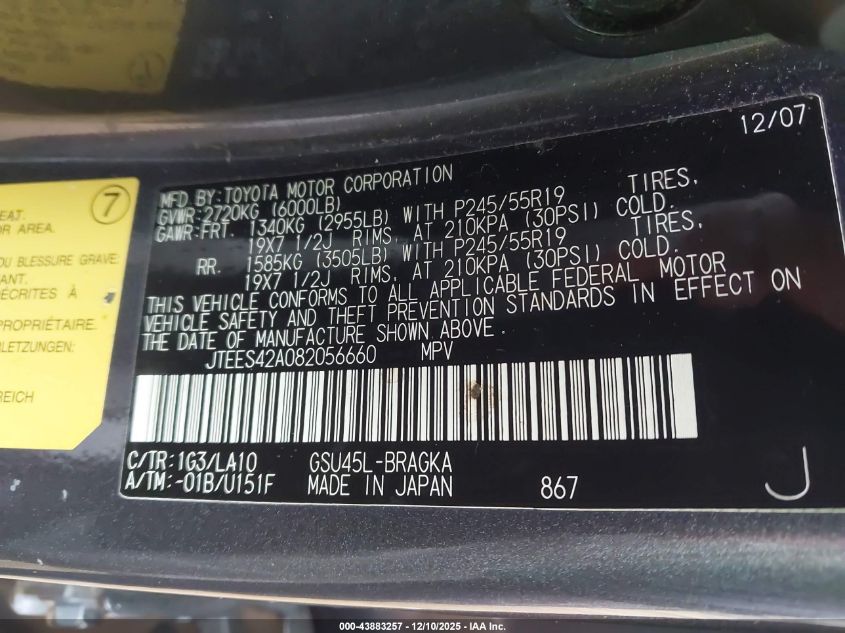 12/07
MFD BY: TOYOTA MOTOR CORPORATION
GVWR: 2720KG (6000LB)
GAWR:FRT. 1340KG (2955LB) WITH P245/55R19 TIRES,
19X7 1/2J RIMS, AT 210KPA (30PSI) COLD.
RR. 1585KG (3505LB) WITH P245/55R19 TIRES,
19X7 1/2J RIMS, AT 210KPA (30PSI) COLD.
THIS VEHICLE CONFORMS TO ALL APPLICABLE FEDERAL MOTOR
VEHICLE SAFETY AND THEFT PREVENTION STANDARDS IN EFFECT ON
THE DATE OF MANUFACTURE SHOWN ABOVE.
JTEES42A082056660 MPV
C/TR: 1G3/LA10 GSU45L-BRAGKA
A/TM: -01B/U151F MADE IN JAPAN 867 J
7
EAT.
OR AREA.
U BLESSURE GRAVE:
ANT.
DÉCRITES À
PROPRIÉTAIRE.
RLETZUNGEN:
REICH
000-43883257 - 12/10/2025 - IAA Inc.